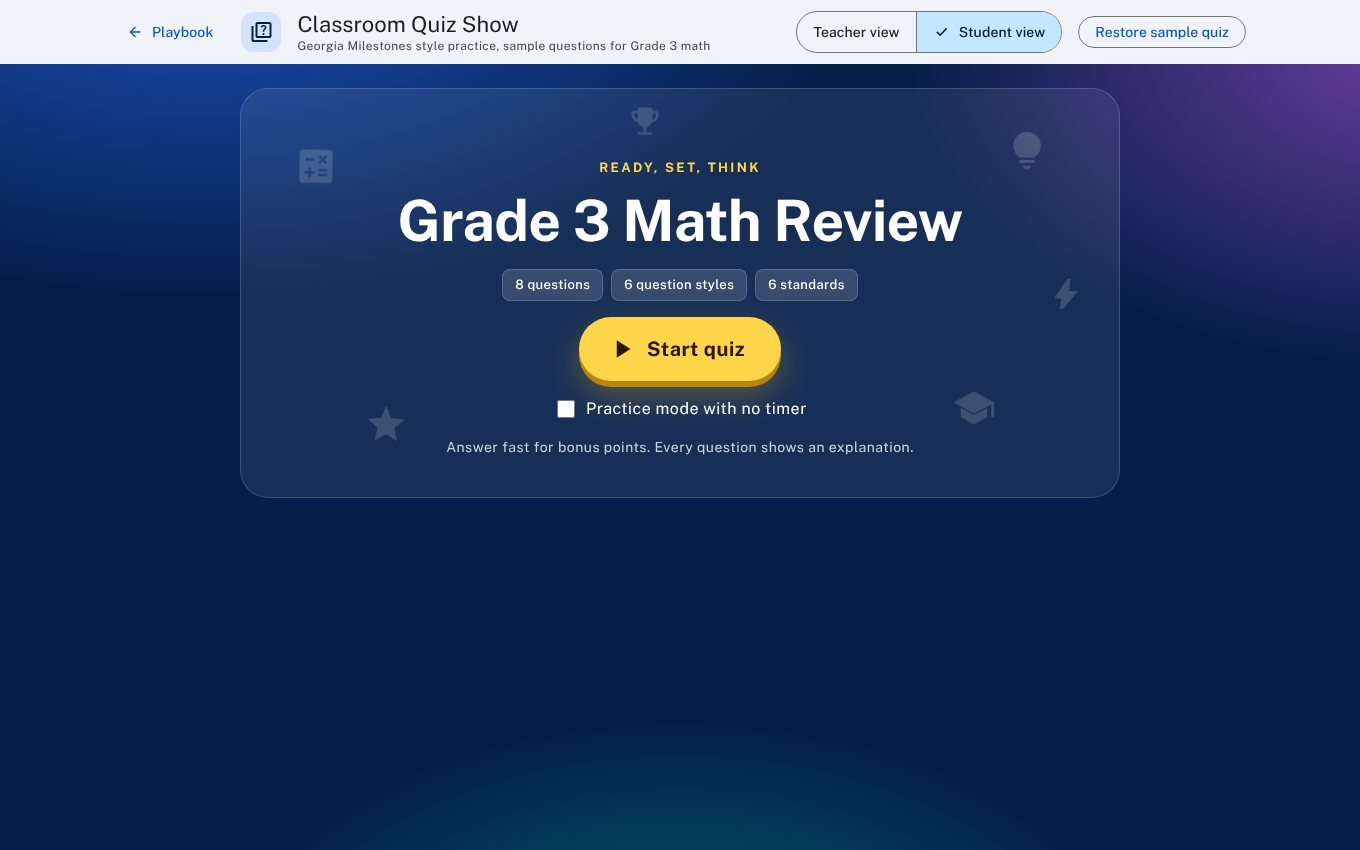 Playbook
Classroom Quiz Show
Georgia Milestones style practice, sample questions for Grade 3 math
Teacher view
Student view
Restore sample quiz
READY, SET, THINK
Grade 3 Math Review
8 questions
6 question styles
6 standards
Start quiz
Practice mode with no timer
Answer fast for bonus points. Every question shows an explanation.